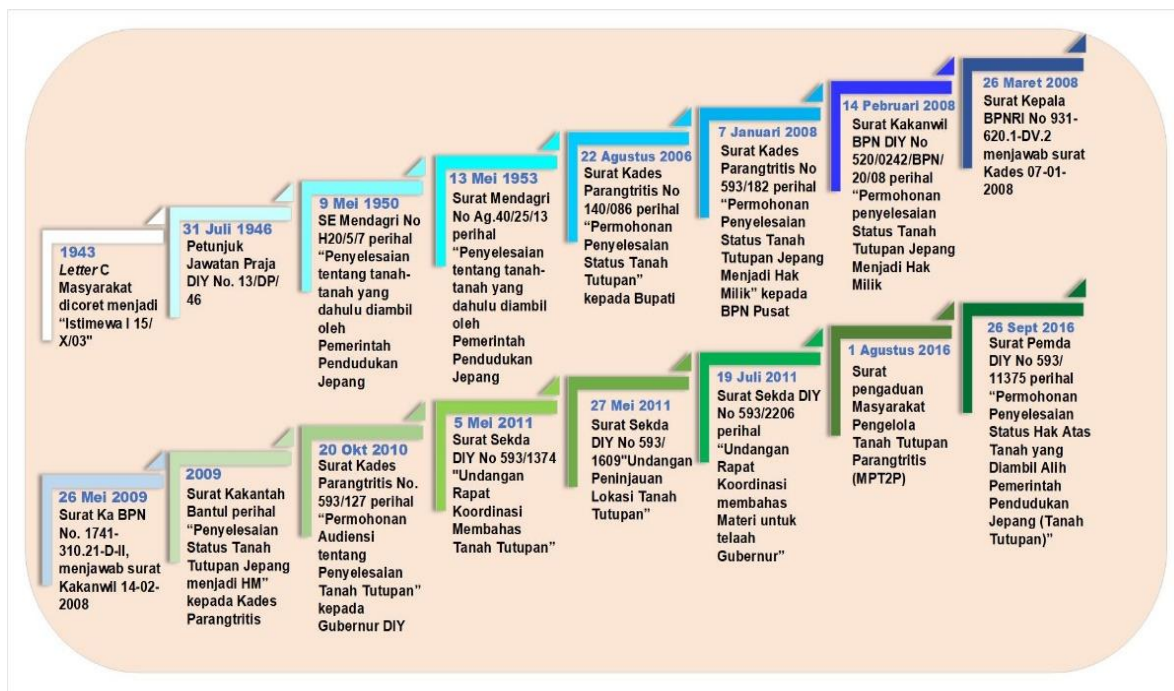 1943
Letter C
Masyarakat
dicoret menjadi
“Istimewa I 15/
X/03"
31 Juli 1946
Petunjuk
Jawatan Praja
DIY No. 13/DP/
46
9 Mei 1950
SE Mendagri No
H20/5/7 perihal
“Penyelesaian
tentang tanah-
tanah yang
dahulu diambil
oleh
Pemerintah
Pendudukan
Jepang
13 Mei 1953
Surat Mendagri
No Ag.40/25/13
perihal
“Penyelesaian
tentang tanah-
tanah yang
dahulu diambil
oleh
Pemerintah
Pendudukan
Jepang
22 Agustus 2006
Surat Kades
Parangtritis No
140/086 perihal
“Permohonan
Penyelesaian
Status Tanah
Tutupan”
kepada Bupati
7 Januari 2008
Surat Kades
Parangtritis No
593/182 perihal
“Permohonan
Penyelesaian
Status Tanah
Tutupan Jepang
Menjadi Hak
Milik” kepada
BPN Pusat
14 Pebruari 2008
Surat Kakanwil
BPN DIY No
520/0242/BPN/
20/08 perihal
“Permohonan
penyelesaian
Status Tanah
Tutupan Jepang
Menjadi Hak
Milik
26 Maret 2008
Surat Kepala
BPNRI No 931-
620.1-DV.2
menjawab surat
Kades 07-01-
2008
26 Mei 2009
Surat Ka BPN
No. 1741-
310.21-D-II,
menjawab surat
Kakanwil 14-02-
2008
2009
Surat Kakantah
Bantul perihal
“Penyelesaian
Status Tanah
Tutupan Jepang
menjadi HM”
kepada Kades
Parangtritis
20 Okt 2010
Surat Kades
Parangtritis No.
593/127 perihal
“Permohonan
Audiensi
tentang
Penyelesaian
Tanah Tutupan”
kepada
Gubernur DIY
5 Mei 2011
Surat Sekda
DIY No 593/1374
"Undangan
Rapat
Koordinasi
Membahas
Tanah Tutupan”
27 Mei 2011
Surat Sekda
DIY No 593/
1609"Undangan
Peninjauan
Lokasi Tanah
Tutupan”
19 Juli 2011
Surat Sekda DIY
No 593/2206
perihal
“Undangan
Rapat
Koordinasi
membahas
Materi untuk
telaah
Gubernur”
1 Agustus 2016
Surat
pengaduan
Masyarakat
Pengelola
Tanah Tutupan
Parangtritis
(MPT2P)
26 Sept 2016
Surat Pemda
DIY No 593/
11375 perihal
“Permohonan
Penyelesaian
Status Hak Atas
Tanah yang
Diambil Alih
Pemerintah
Pendudukan
Jepang (Tanah
Tutupan)”